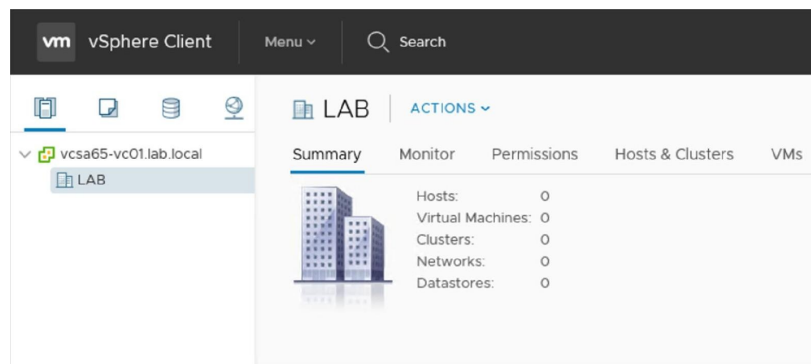 vm vSphere Client Menu Search
vcsa65-vc01.lab.local
LAB
LAB ACTIONS
Summary Monitor Permissions Hosts & Clusters VMs
Hosts: 0
Virtual Machines: 0
Clusters: 0
Networks: 0
Datastores: 0